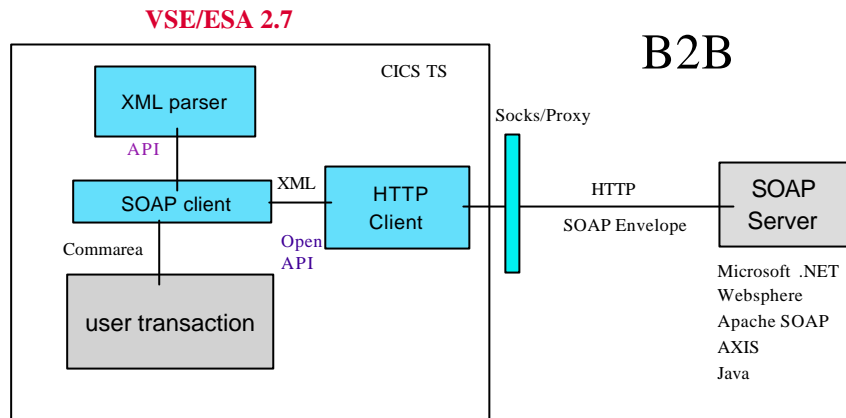 VSE/ESA 2.7
B2B
CICS TS
XML parser
Socks/Proxy
API
XML
HTTP
Client
HTTP
SOAP
Server
SOAP client
SOAP Envelope
Commarea
Open
API
Microsoft .NET
Websphere
Apache SOAP
AXIS
Java
user transaction